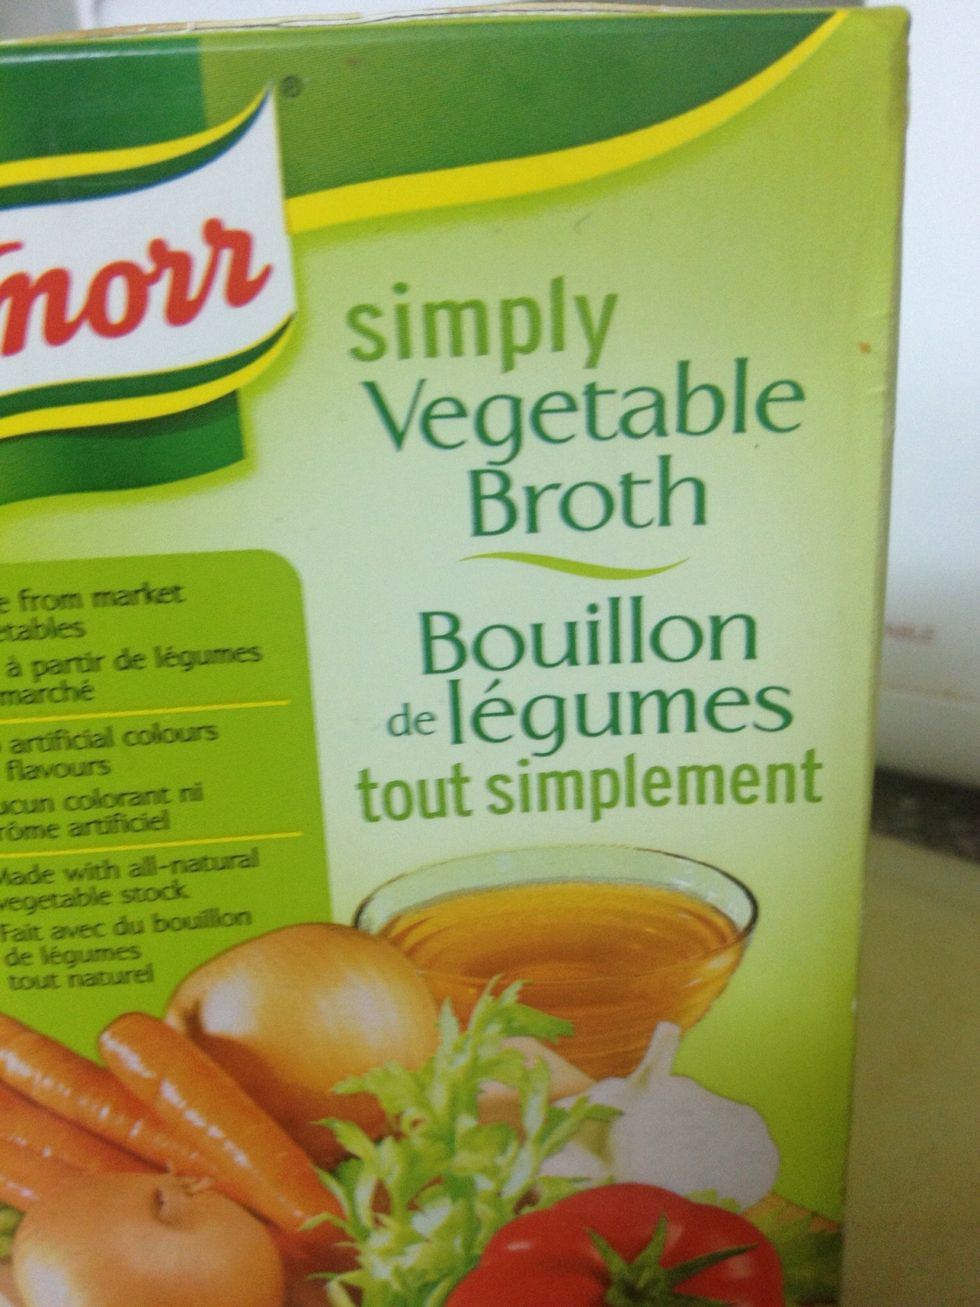 norr®
simply
Vegetable
Broth
Bouillon
de légumes
tout simplement
from market
à partir de légumes
marché
artificial colours
flavours
colorant ni
artificiel
Made with all-natural
vegetable stock
Fait avec du bouillon
de légumes
tout naturel